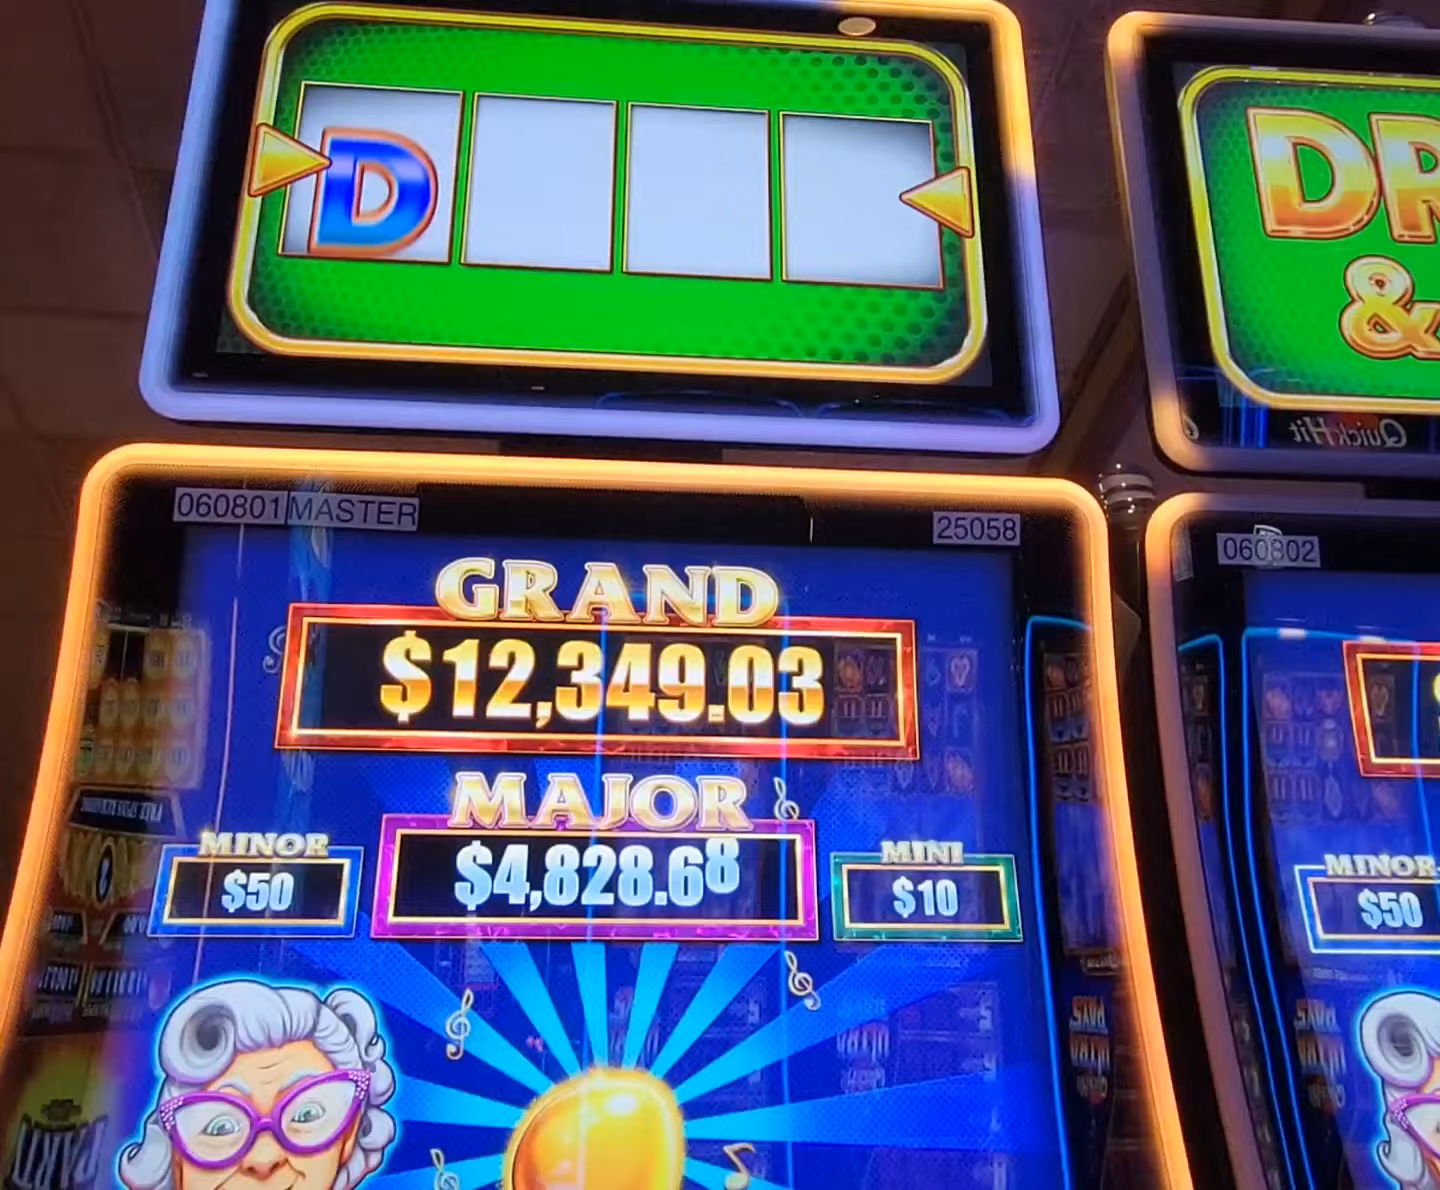 D
DR
&
QuickHit
060801 MASTER
25058
060802
GRAND
$12,349.03
MAJOR
$4,828.68
MINOR
$50
MINI
$10
MINOR
$50